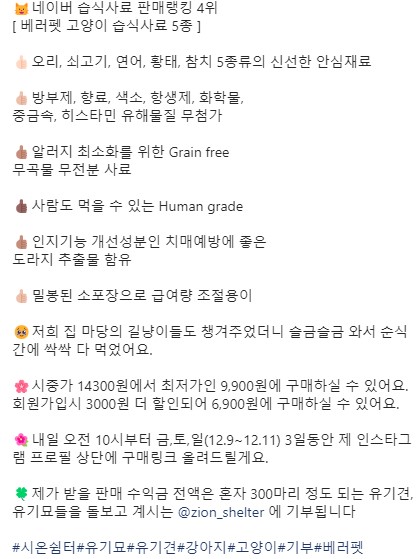 😺 네이버 습식사료 판매랭킹 4위
[ 베러펫 고양이 습식사료 5종 ]
👍🏻 오리, 쇠고기, 연어, 황태, 참치 5종류의 신선한 안심재료
👍🏼 방부제, 향료, 색소, 항생제, 화학물,
중금속, 히스타민 유해물질 무첨가
👍🏽 알러지 최소화를 위한 Grain free
무곡물 무전분 사료
👍🏿 사람도 먹을 수 있는 Human grade
👍🏽 인지기능 개선성분인 치매예방에 좋은
도라지 추출물 함유
👍🏼 밀봉된 소포장으로 급여량 조절용이
🥺 저희 집 마당의 길냥이들도 챙겨주었더니 슬금슬금 와서 순식
간에 싹싹 다 먹었어요.
🌸 시중가 14300원에서 최저가인 9,900원에 구매하실 수 있어요.
회원가입시 3000원 더 할인되어 6,900원에 구매하실 수 있어요.
🌺 내일 오전 10시부터 금,토,일(12.9~12.11) 3일동안 제 인스타그
램 프로필 상단에 구매링크 올려드릴게요.
🍀 제가 받을 판매 수익금 전액은 혼자 300마리 정도 되는 유기견,
유기묘들을 돌보고 계시는 @zion_shelter 에 기부됩니다
#시온쉼터#유기묘#유기견#강아지#고양이#기부#베러펫